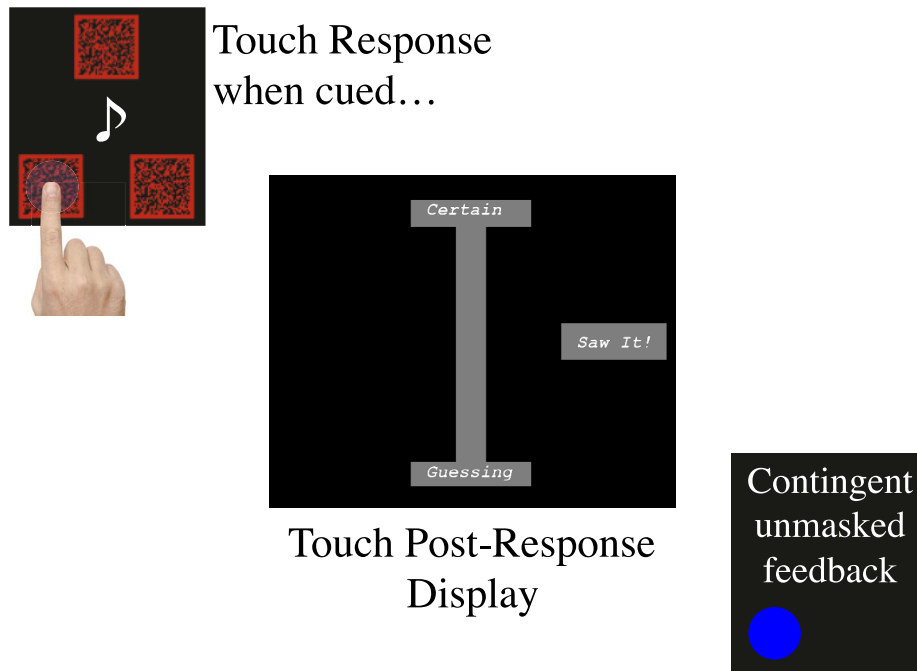 Touch Response
when cued…
Certain
Saw It!
Guessing
Touch Post-Response
Display
Contingent
unmasked
feedback